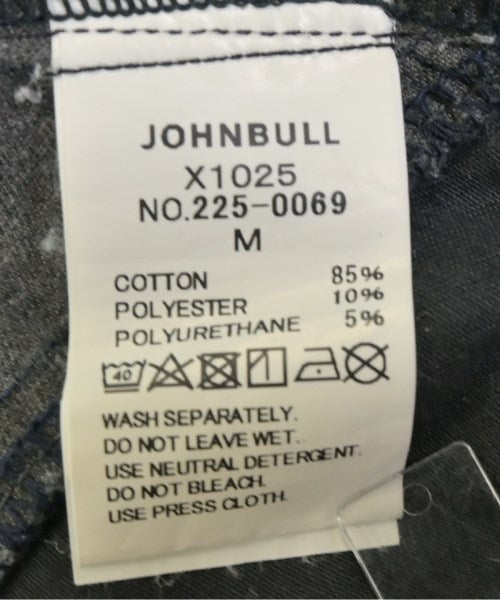 JOHNBULL
X1025
NO.225-0069
M
COTTON 85%
POLYESTER 10%
POLYURETHANE 5%
40
WASH SEPARATELY.
DO NOT LEAVE WET.
USE NEUTRAL DETERGENT.
DO NOT BLEACH.
USE PRESS CLOTH.